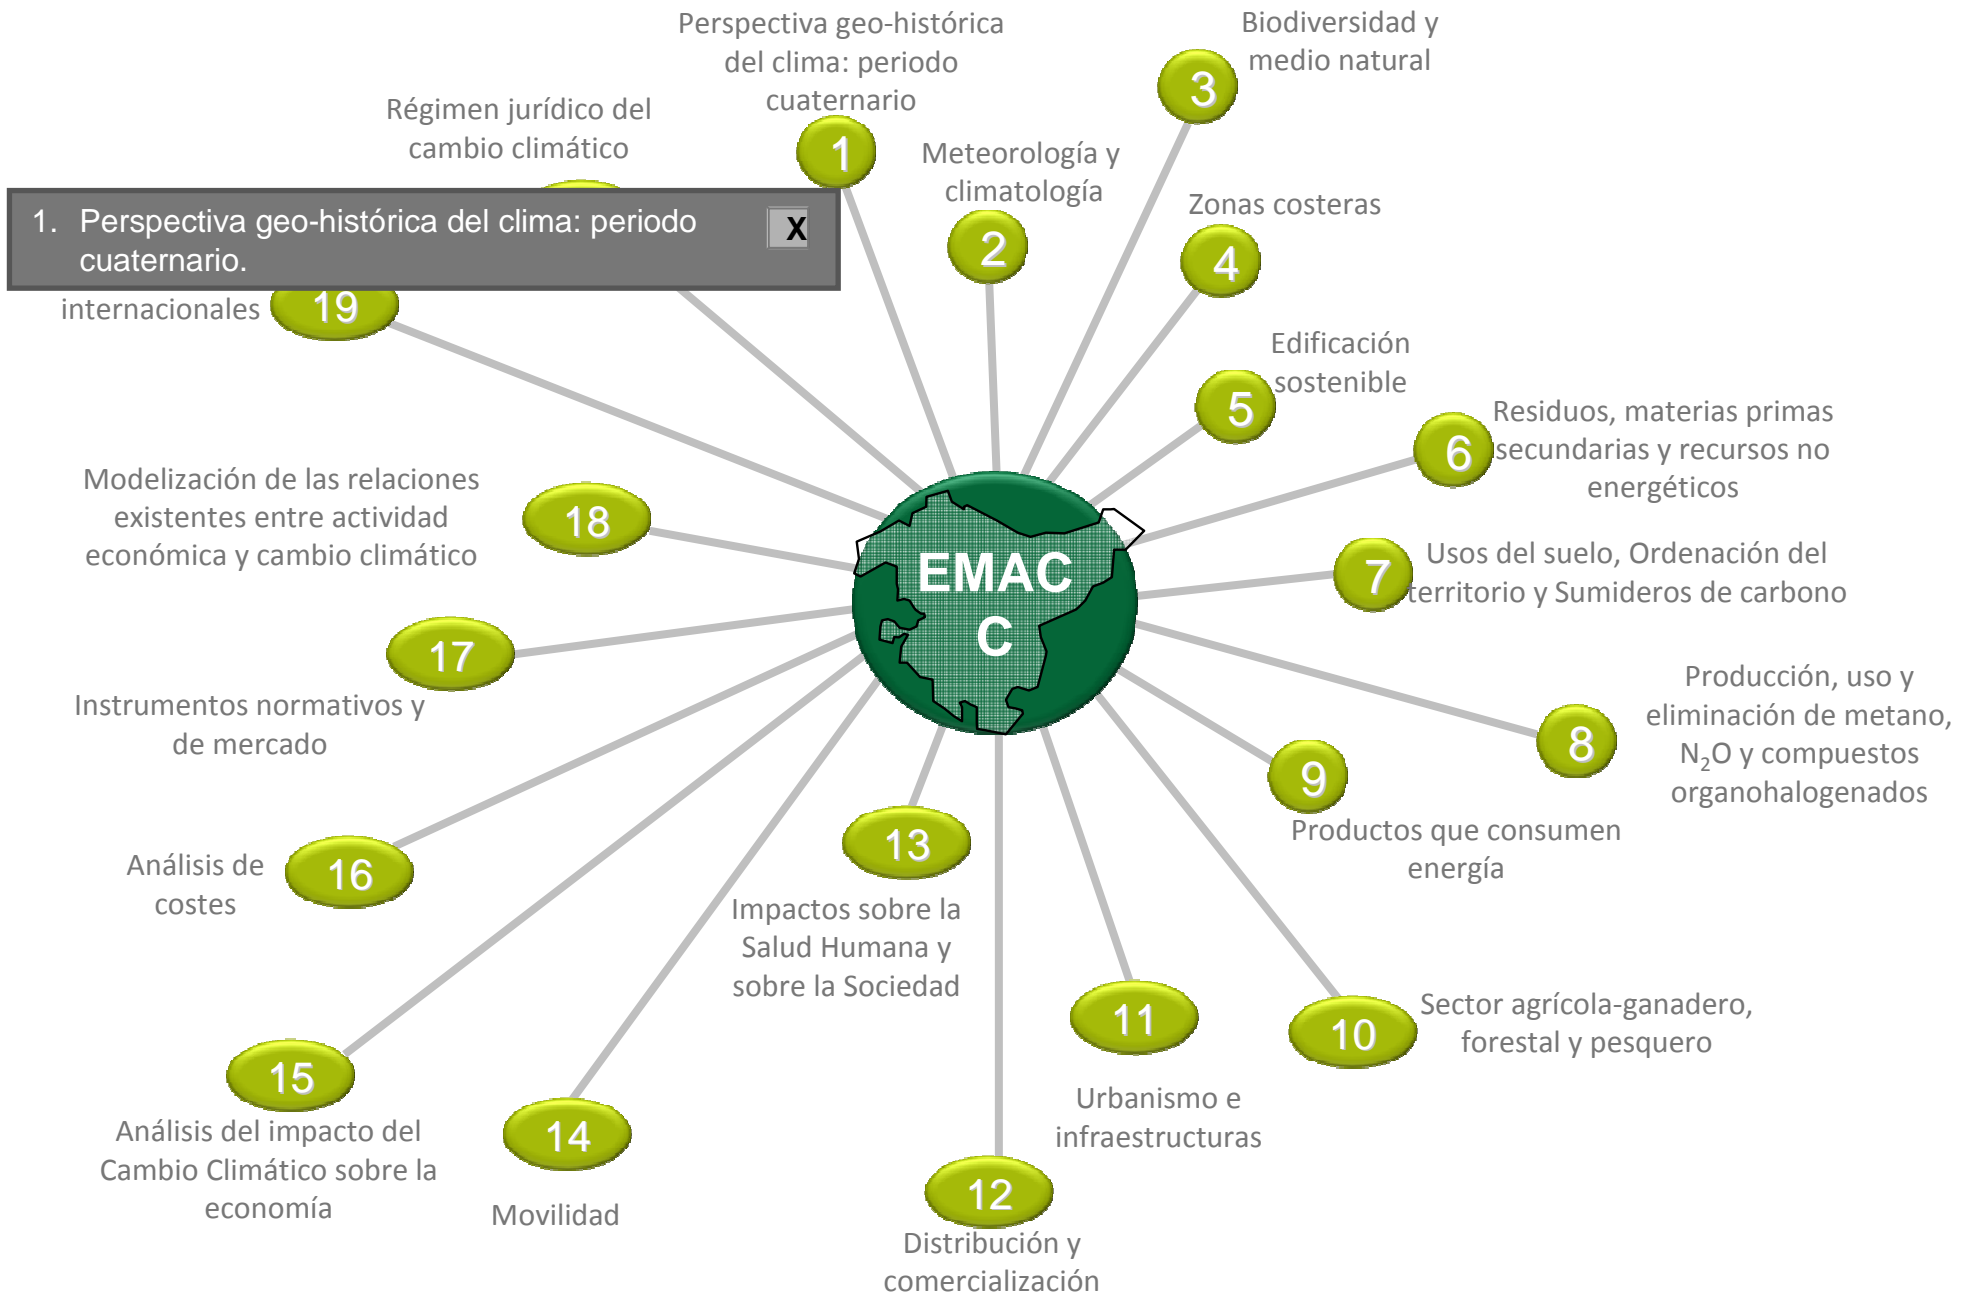 Perspectiva geo-histórica
del clima: periodo
cuaternario
1
Biodiversidad y
medio natural
3
Régimen jurídico del
cambio climático
Meteorología y
climatología
2
Zonas costeras
4
1. Perspectiva geo-histórica del clima: periodo
cuaternario.
X
internacionales
19
Edificación
sostenible
5
Residuos, materias primas
secundarias y recursos no
energéticos
6
Modelización de las relaciones
existentes entre actividad
económica y cambio climático
18
EMAC
C
Usos del suelo, Ordenación del
territorio y Sumideros de carbono
7
17
Instrumentos normativos y
de mercado
Producción, uso y
eliminación de metano,
N₂O y compuestos
organohalogenados
8
9
Productos que consumen
energía
Análisis de
costes
16
13
Impactos sobre la
Salud Humana y
sobre la Sociedad
11
Urbanismo e
infraestructuras
10
Sector agrícola-ganadero,
forestal y pesquero
15
Análisis del impacto del
Cambio Climático sobre la
economía
14
Movilidad
12
Distribución y
comercialización